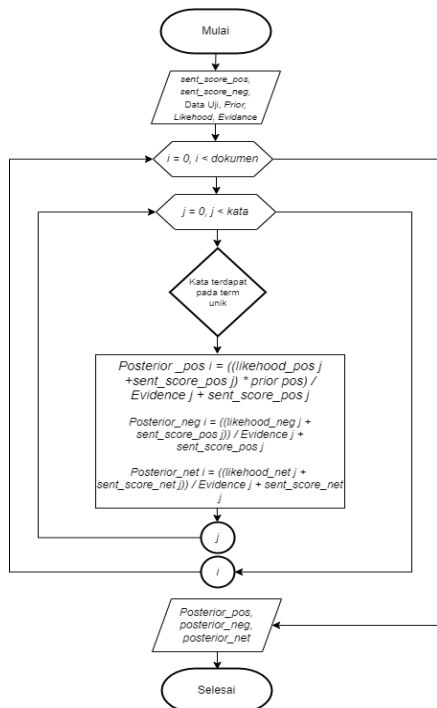 Mulai
sent_score_pos,
sent_score_neg,
Data Uji, Prior,
Likehood, Evidance
i = 0, i < dokumen
j = 0, j < kata
Kata terdapat
pada term
unik
Posterior _pos i = ((likehood_pos j
+sent_score_pos j) * prior pos) /
Evidence j + sent_score_pos j
Posterior_neg i = ((likehood_neg j +
sent_score_pos j)) / Evidence j +
sent_score_pos j
Posterior_net i = ((likehood_net j +
sent_score_net j)) / Evidence j + sent_score_net
j
j
i
Posterior_pos,
posterior_neg,
posterior_net
Selesai